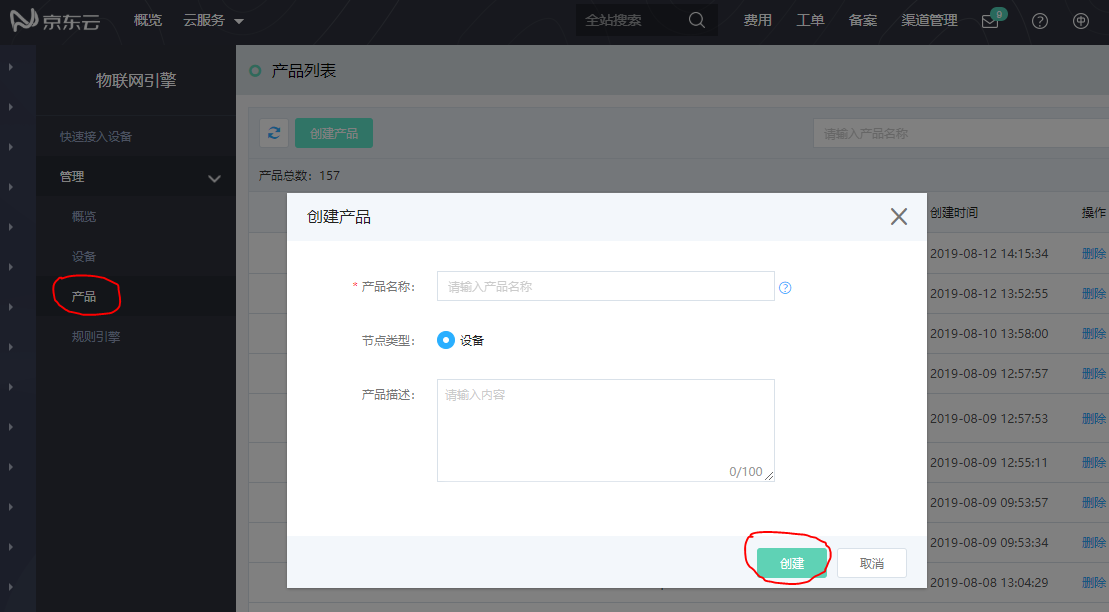 京东云 概览 云服务 全站搜索 费用 工单 备案 渠道管理 9 中
物联网引擎
快速接入设备
管理
概览
设备
产品
规则引擎
产品列表
创建产品 请输入产品名称
产品总数：157
创建时间 操作
2019-08-12 14:15:34 删除
2019-08-12 13:52:55 删除
2019-08-10 13:58:00 删除
2019-08-09 12:57:57 删除
2019-08-09 12:57:53 删除
2019-08-09 12:55:11 删除
2019-08-09 09:53:57 删除
2019-08-09 09:53:34 删除
2019-08-08 13:04:29 删除
创建产品
* 产品名称： 请输入产品名称 ?
节点类型： 设备
产品描述： 请输入内容
0/100
创建 取消